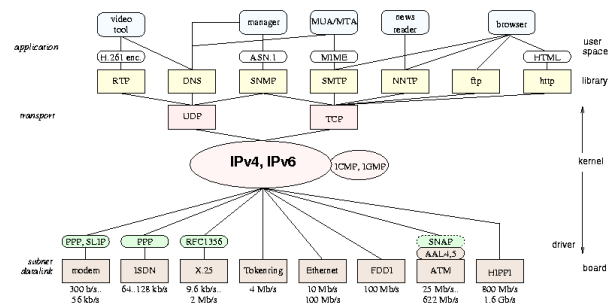 video tool
manager
MUA/MTA
news reader
browser
application
user space
H.261 enc.
ASN.1
MIME
HTML
RTP
DNS
SNMP
SMTP
NNTP
ftp
http
library
transport
UDP
TCP
IPv4, IPv6
ICMP, IGMP
kernel
PPP, SLIP
PPP
RFC1356
SNAP
driver
AAL4,5
subnet
datalink
modem
ISDN
X.25
Tokenring
Ethernet
FDDI
ATM
HIPPI
board
300 b/s..
56 kb/s
64..128 kb/s
9.6 kb/s..
2 Mb/s
4 Mb/s
10 Mb/s
100 Mb/s
100 Mb/s
25 Mb/s..
622 Mb/s
800 Mb/s
1.6 Gb/s